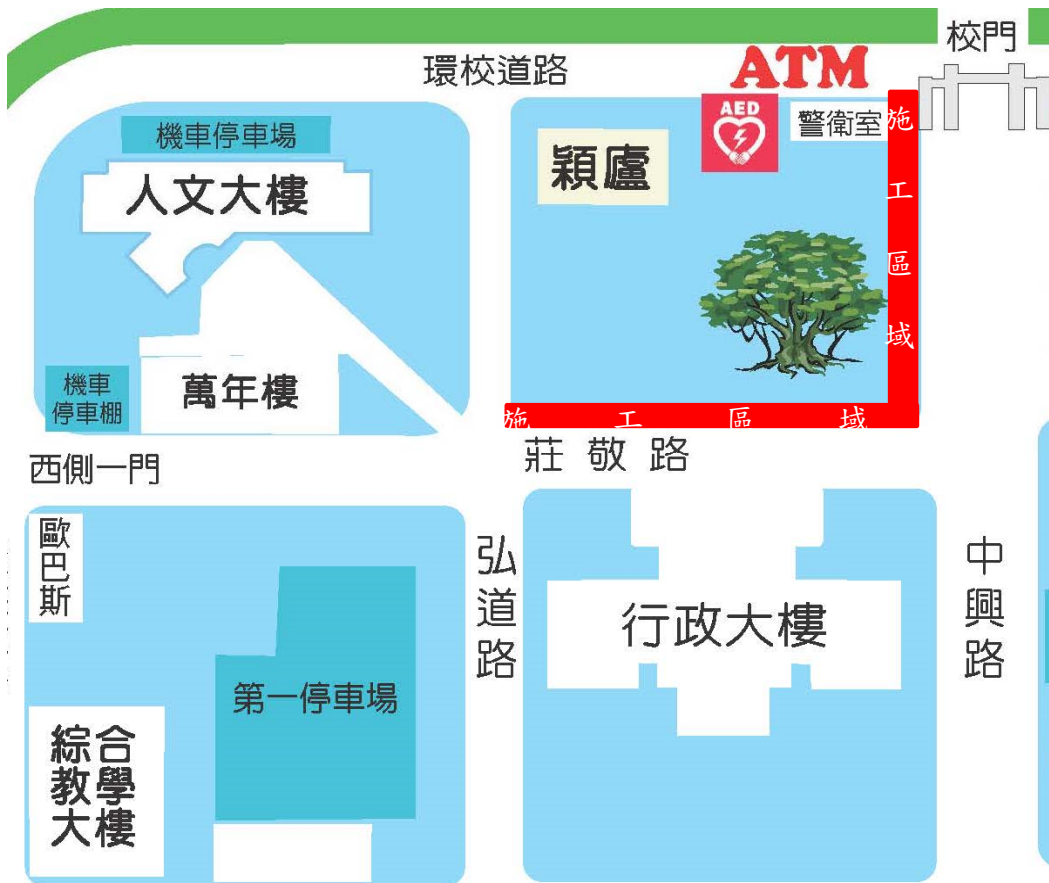 校門
環校道路
ATM
AED
機車停車場
人文大樓
穎廬
警衛室
施工區域
機車
停車棚
萬年樓
施工區域
莊敬路
西側一門
歐巴斯
弘道路
行政大樓
中興路
第一停車場
綜合
教學
大樓